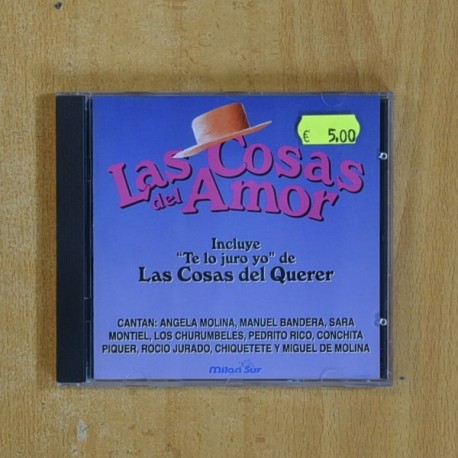 € 5,00
Las Cosas
del Amor
Incluye
"Te lo juro yo" de
Las Cosas del Querer
CANTAN: ANGELA MOLINA, MANUEL BANDERA, SARA
MONTIEL, LOS CHURUMBELES, PEDRITO RICO, CONCHITA
PIQUER, ROCIO JURADO, CHIQUETETE Y MIGUEL DE MOLINA
Milan Sur